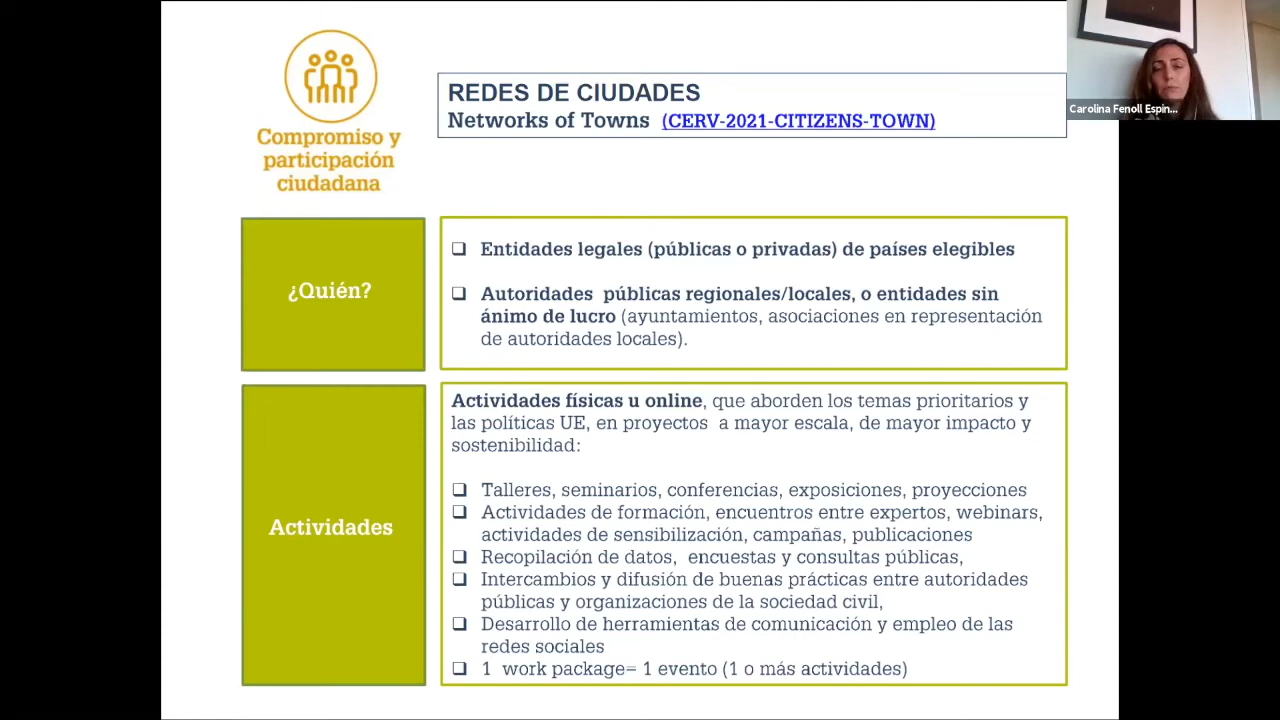 Compromiso y
participación
ciudadana
REDES DE CIUDADES
Networks of Towns (CERV-2021-CITIZENS-TOWN)
Carolina Fenoll Espin...
¿Quién?
Entidades legales (públicas o privadas) de países elegibles
Autoridades públicas regionales/locales, o entidades sin
ánimo de lucro (ayuntamientos, asociaciones en representación
de autoridades locales).
Actividades
Actividades físicas u online, que aborden los temas prioritarios y
las políticas UE, en proyectos a mayor escala, de mayor impacto y
sostenibilidad:
Talleres, seminarios, conferencias, exposiciones, proyecciones
Actividades de formación, encuentros entre expertos, webinars,
actividades de sensibilización, campañas, publicaciones
Recopilación de datos, encuestas y consultas públicas,
Intercambios y difusión de buenas prácticas entre autoridades
públicas y organizaciones de la sociedad civil,
Desarrollo de herramientas de comunicación y empleo de las
redes sociales
1 work package= 1 evento (1 o más actividades)